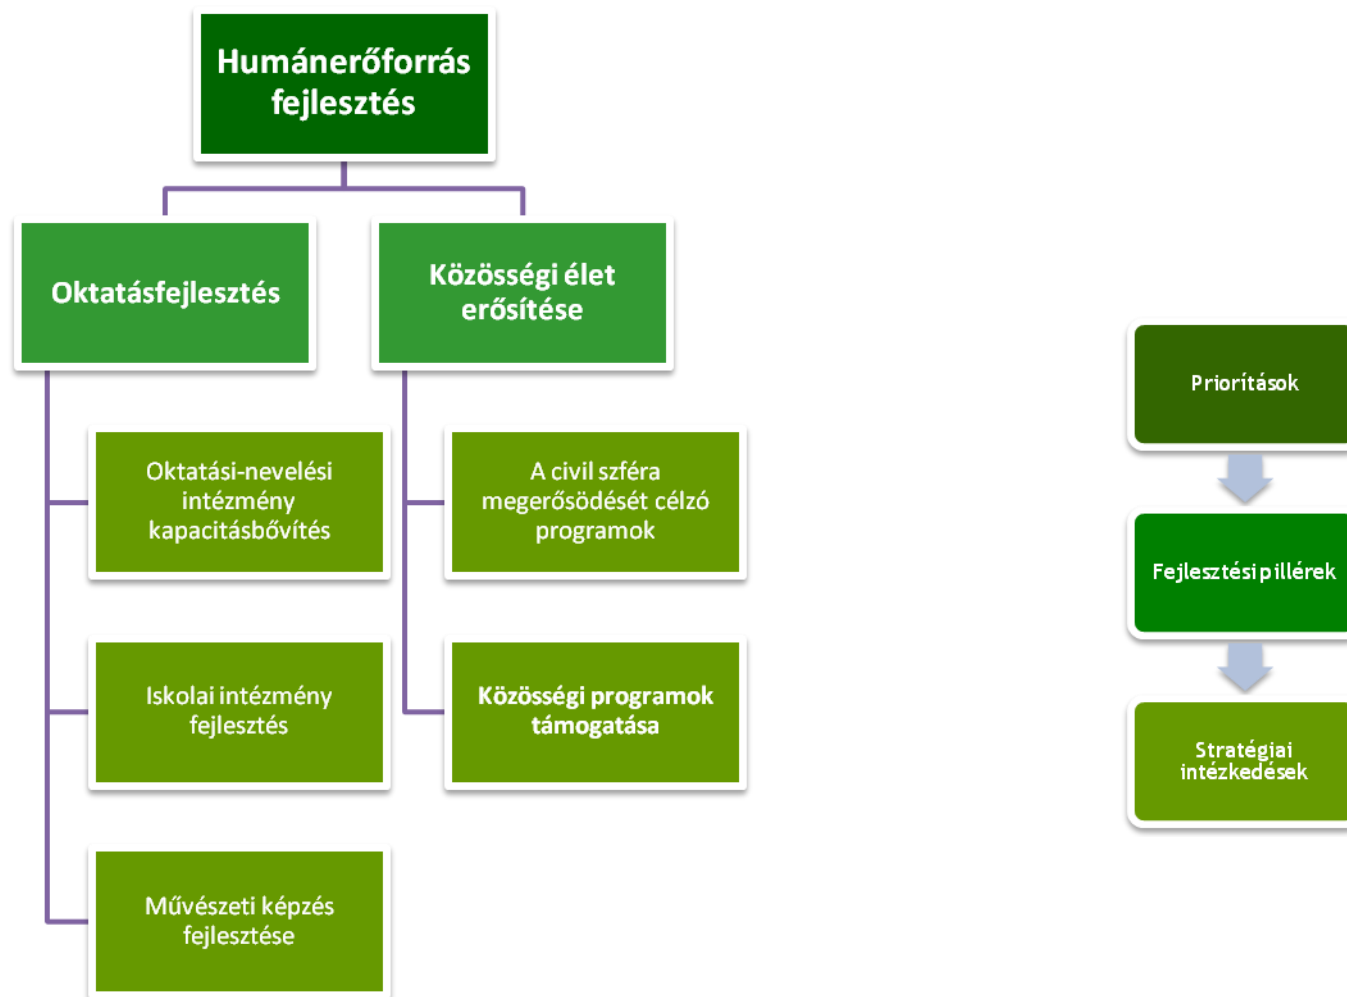 Humánerőforrás
fejlesztés
Oktatásfejlesztés
Közösségi élet
erősítése
Oktatási-nevelési
intézmény
kapacitásbővítés
A civil szféra
megerősödését célzó
programok
Iskolai intézmény
fejlesztés
Közösségi programok
támogatása
Művészeti képzés
fejlesztése
Priorítások
Fejlesztési pillérek
Stratégiai
intézkedések